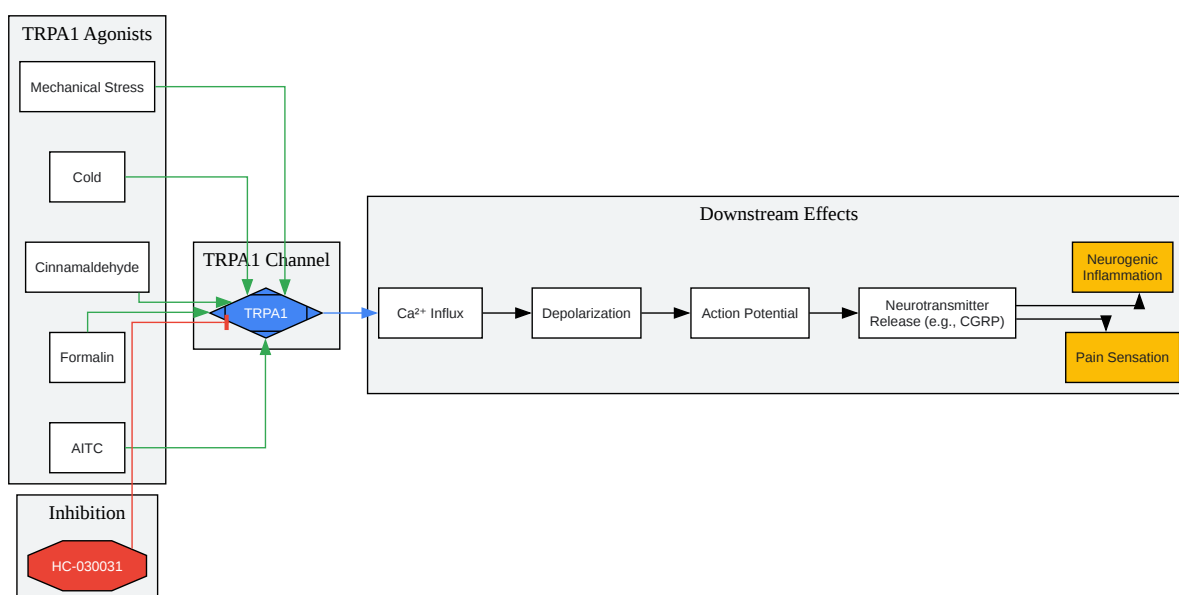 TRPA1 Agonists
Mechanical Stress
Cold
Cinnamaldehyde
Formalin
AITC
Inhibition
HC-030031
TRPA1 Channel
TRPA1
Downstream Effects
Ca²⁺ Influx
Depolarization
Action Potential
Neurotransmitter
Release (e.g., CGRP)
Neurogenic
Inflammation
Pain Sensation